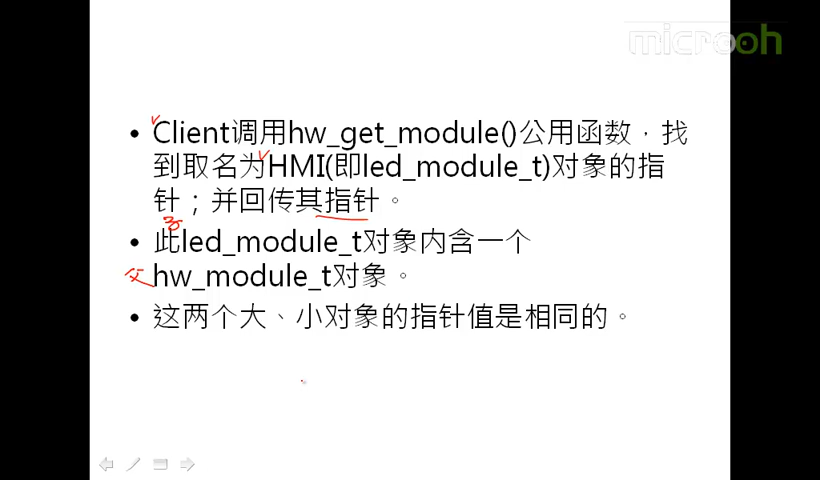 microoh
• Client调用hw_get_module()公用函数，找
到取名为HMI(即led_module_t)对象的指
针；并回传其指针。
子
• 此led_module_t对象内含一个
父
hw_module_t对象。
• 这两个大、小对象的指针值是相同的。